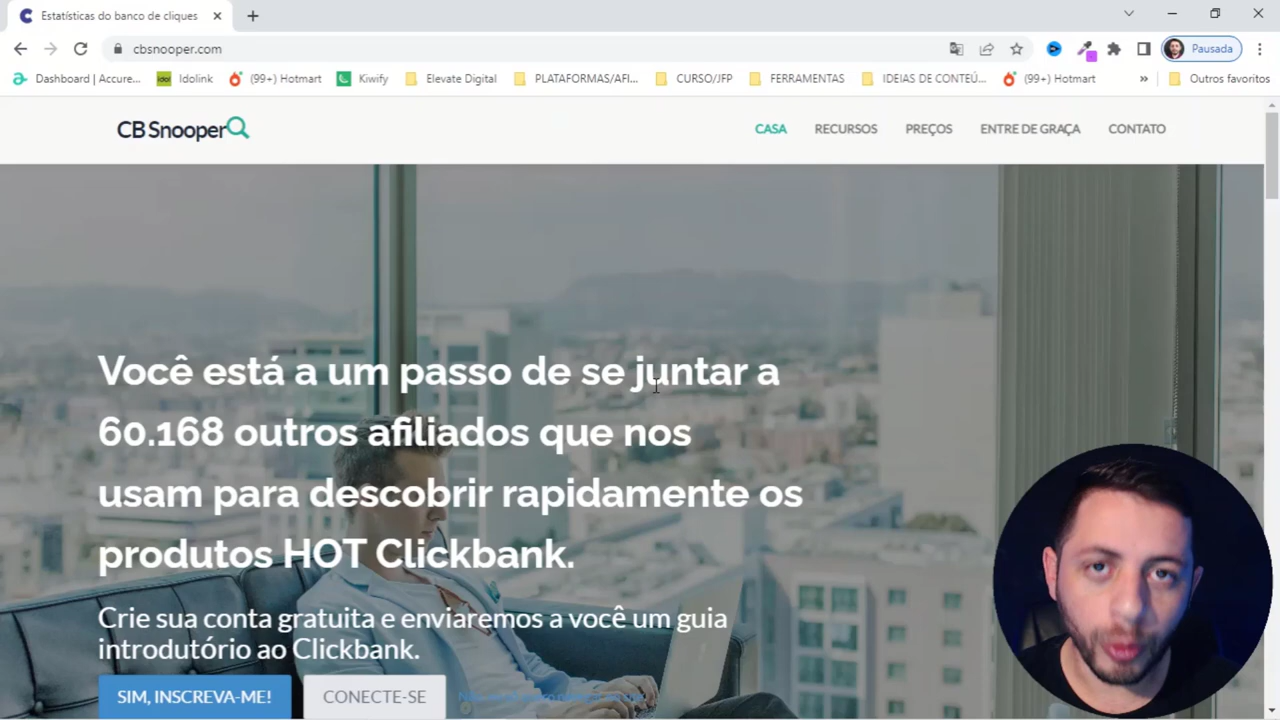 Estatísticas do banco de cliques
cbsnooper.com
Pausada
Dashboard | Accure...
Idolink
(99+) Hotmart
Kiwify
Elevate Digital
PLATAFORMAS/AFI...
CURSO/JFP
FERRAMENTAS
IDEIAS DE CONTEÚ...
(99+) Hotmart
»
Outros favoritos
CB Snooper
CASA
RECURSOS
PREÇOS
ENTRE DE GRAÇA
CONTATO
Você está a um passo de se juntar a
60.168 outros afiliados que nos
usam para descobrir rapidamente os
produtos HOT Clickbank.
Crie sua conta gratuita e enviaremos a você um guia
introdutório ao Clickbank.
SIM, INSCREVA-ME!
CONECTE-SE